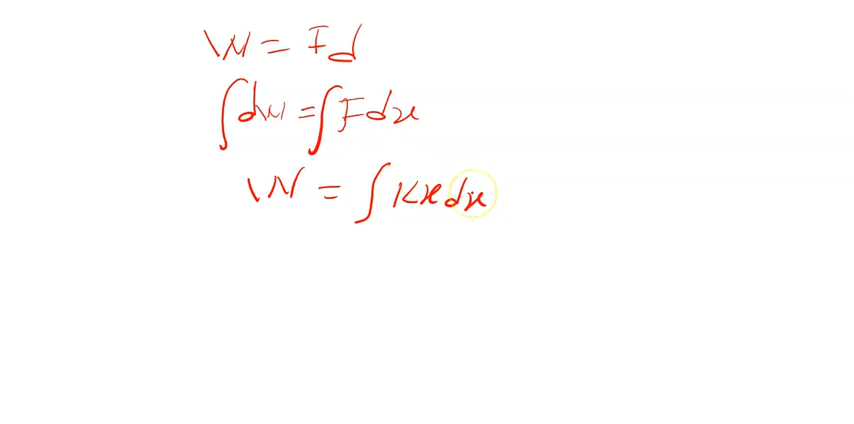 W = Fd
∫dW = ∫Fdx
W = ∫Kxdx